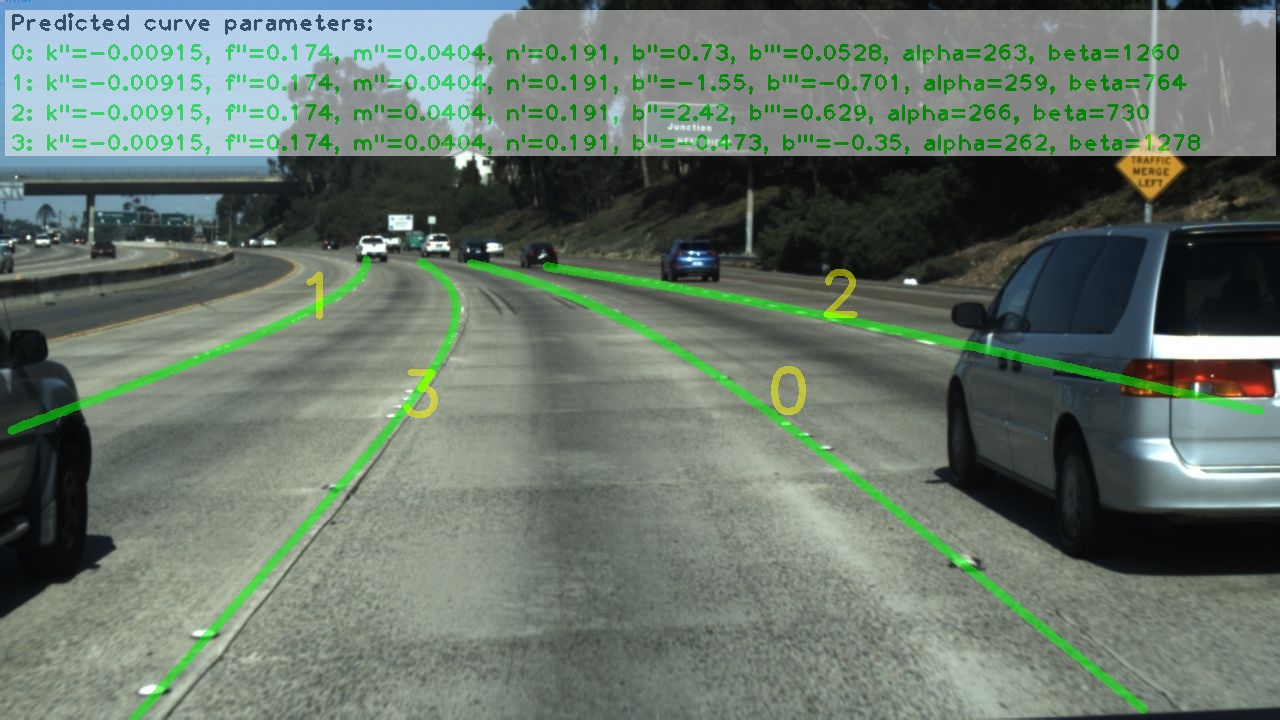 Predicted curve parameters:
0: k''=-0.00915, f''=0.174, m''=0.0404, n'=0.191, b''=0.73, b'''=0.0528, alpha=263, beta=1260
1: k''=-0.00915, f''=0.174, m''=0.0404, n'=0.191, b''=-1.55, b'''=-0.701, alpha=259, beta=764
2: k''=-0.00915, f''=0.174, m''=0.0404, n'=0.191, b''=2.42, b'''=0.629, alpha=266, beta=730
3: k''=-0.00915, f''=0.174, m''=0.0404, n'=0.191, b''=-0.473, b'''=-0.35, alpha=262, beta=1278
Junction
TRAFFIC
MERGE
LEFT
1
2
3
0